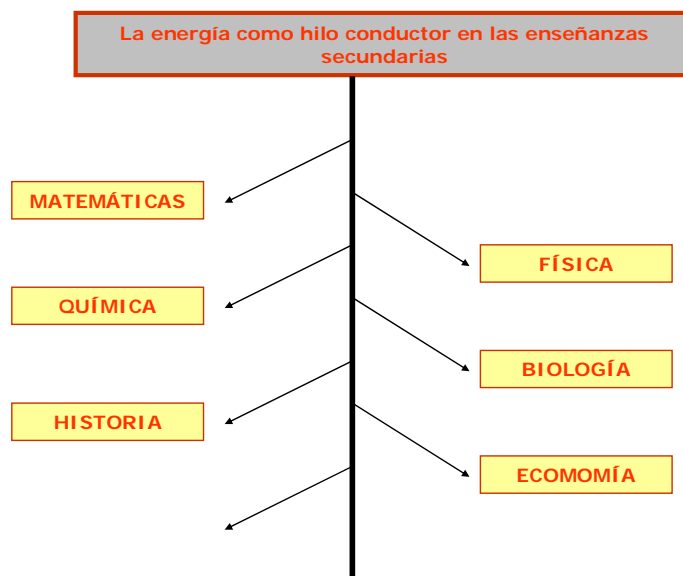 La energía como hilo conductor en las enseñanzas
secundarias
MATEMÁTICAS
FÍSICA
QUÍMICA
BIOLOGÍA
HISTORIA
ECOMOMÍA